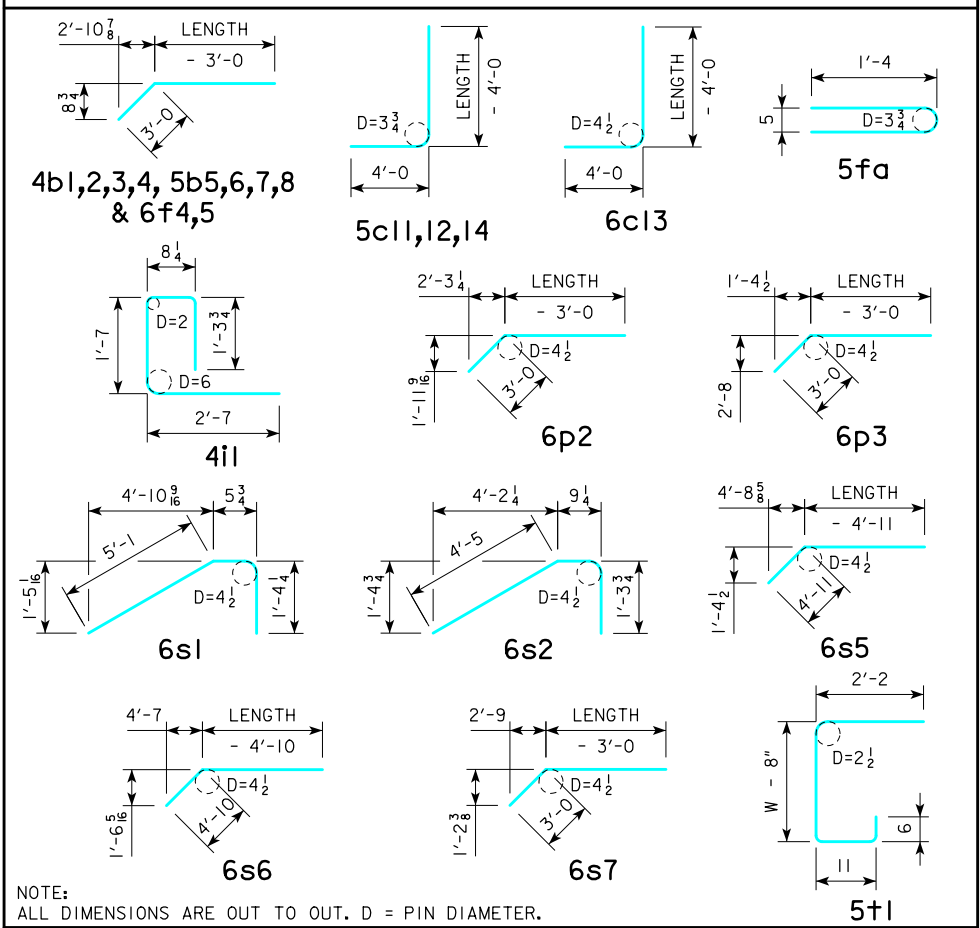 2'-10 7/8 LENGTH - 3'-0
8 3/4
3'-0
4b1,2,3,4, 5b5,6,7,8
& 6f4,5
LENGTH - 4'-0
D=3 3/4
4'-0
5c11,12,14
LENGTH - 4'-0
D=4 1/2
4'-0
6c13
1'-4
5
D=3 3/4
5fa
8 1/4
1'-7
D=2
1'-3 3/4
D=6
2'-7
4i1
2'-3 1/4 LENGTH - 3'-0
D=4 1/2
1'-11 9/16
3'-0
6p2
1'-4 1/2 LENGTH - 3'-0
D=4 1/2
2'-8
3'-0
6p3
4'-10 9/16 5 3/4
5'-1
1'-5 1/16
D=4 1/2
1'-4 1/4
6s1
4'-2 1/4 9 1/4
4'-5
1'-4 3/4
D=4 1/2
1'-3 3/4
6s2
4'-8 5/8 LENGTH - 4'-11
D=4 1/2
1'-4 1/2
4'-11
6s5
4'-7 LENGTH - 4'-10
D=4 1/2
1'-6 5/16
4'-10
6s6
2'-9 LENGTH - 3'-0
D=4 1/2
1'-2 3/8
3'-0
6s7
2'-2
W - 8"
D=2 1/2
6
11
5t1
NOTE:
ALL DIMENSIONS ARE OUT TO OUT. D = PIN DIAMETER.